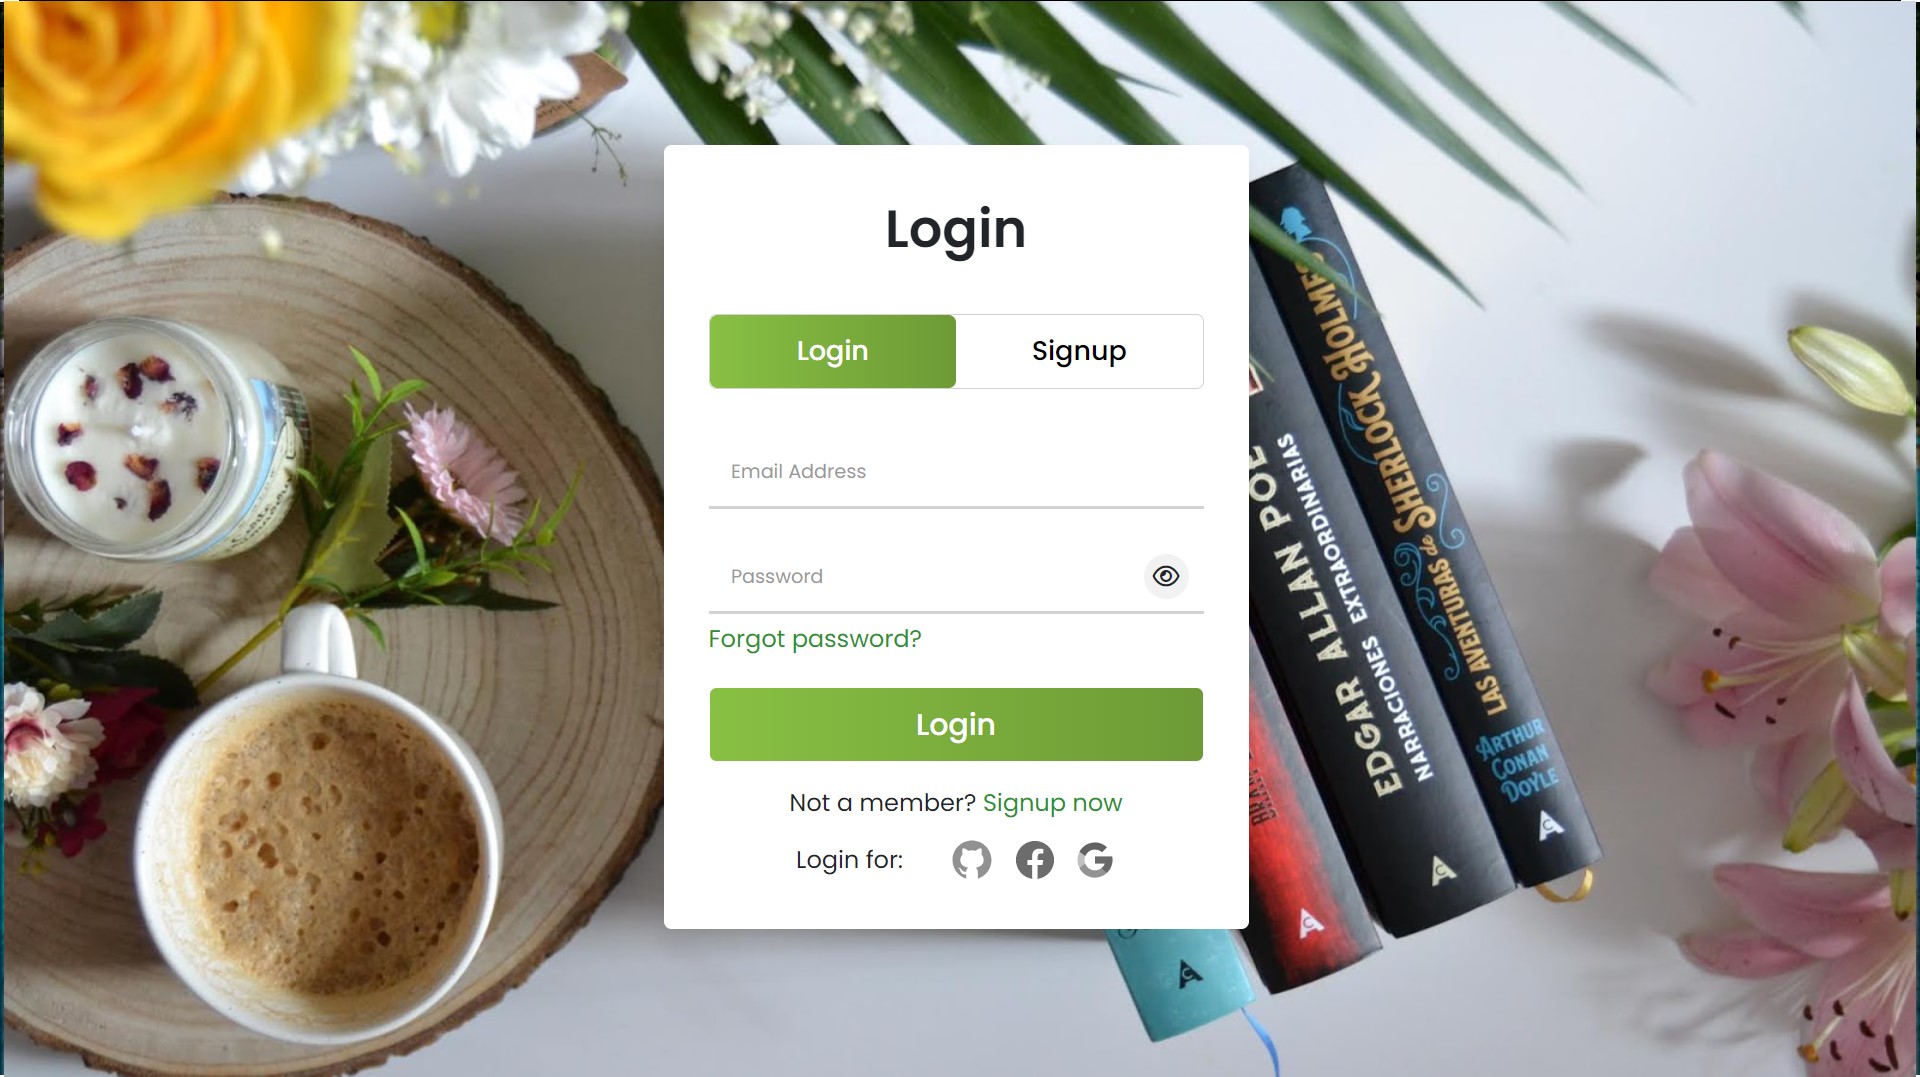 Login
Login
Signup
Email Address
Password
Forgot password?
Login
Not a member? Signup now
Login for:
LAS AVENTURAS de SHERLOCK HOLMES
ARTHUR
CONAN
DOYLE
EDGAR ALLAN POE
NARRACIONES EXTRAORDINARIAS